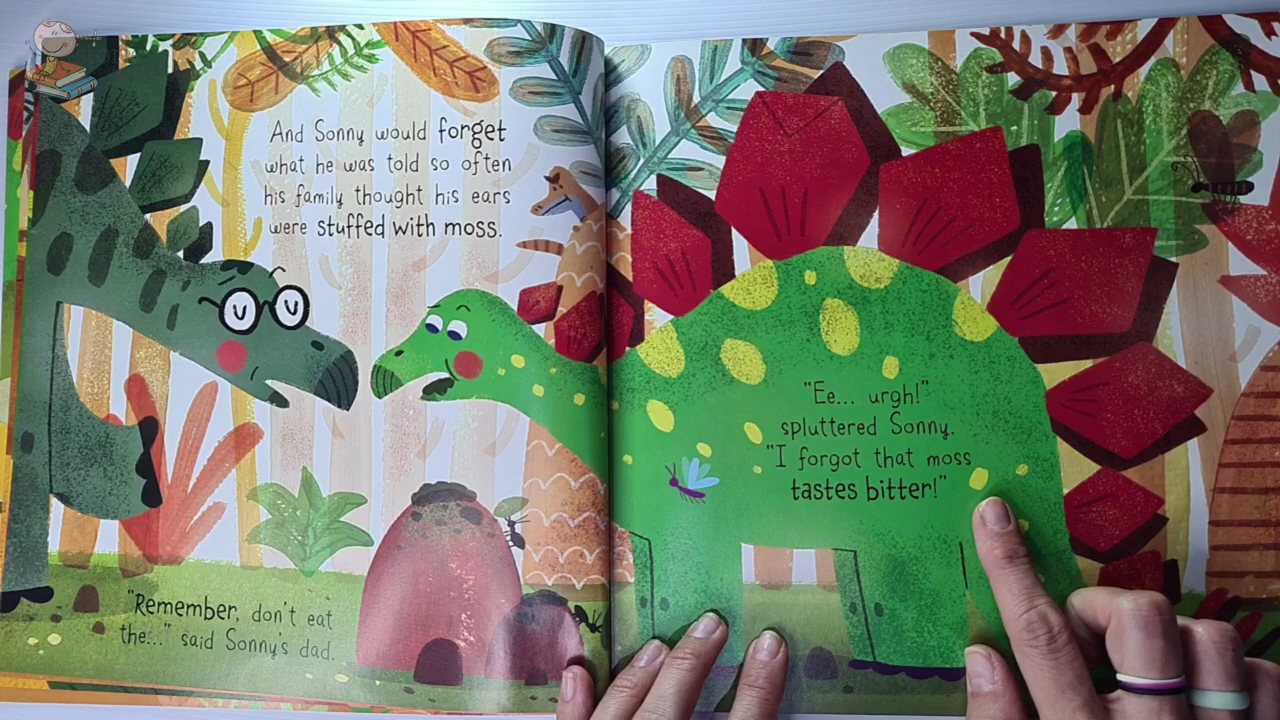 And Sonny would forget
what he was told so often
his family thought his ears
were stuffed with moss.
"Remember, don't eat
the..." said Sonny's dad.
"Ee... urgh!"
spluttered Sonny.
"I forgot that moss
tastes bitter!"